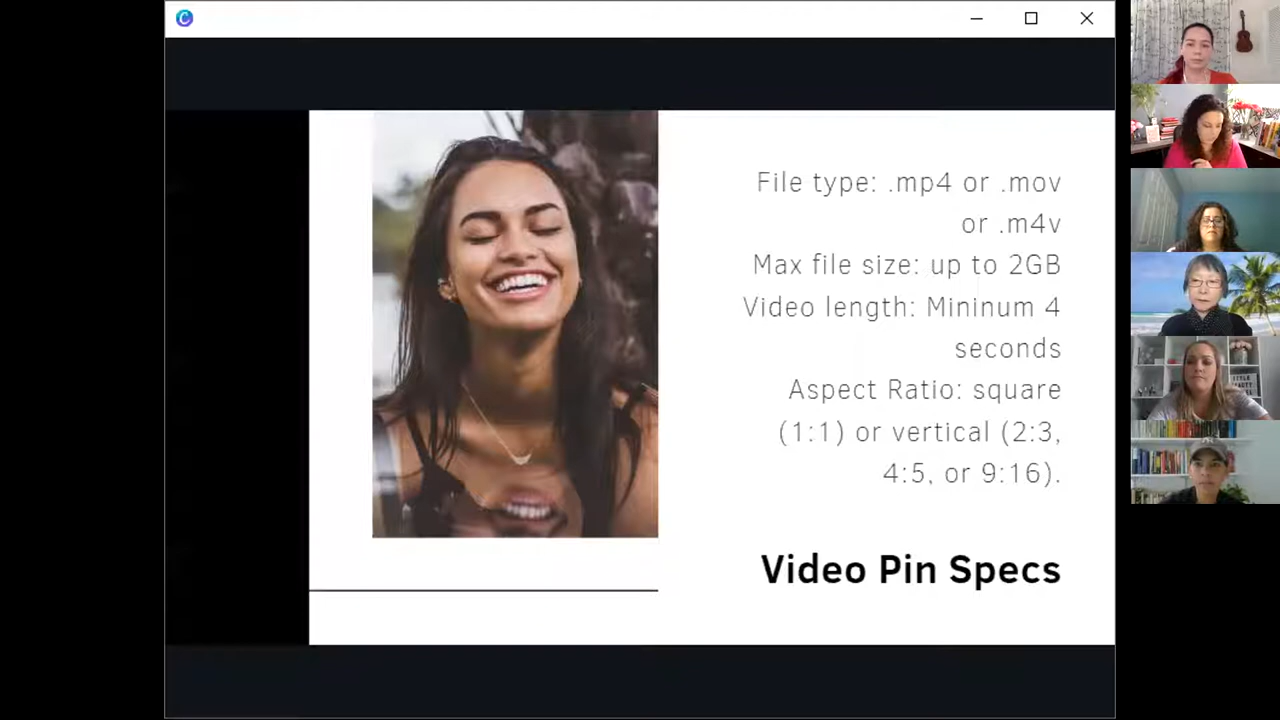 File type: .mp4 or .mov
or .m4v
Max file size: up to 2GB
Video length: Mininum 4
seconds
Aspect Ratio: square
(1:1) or vertical (2:3,
4:5, or 9:16).
Video Pin Specs